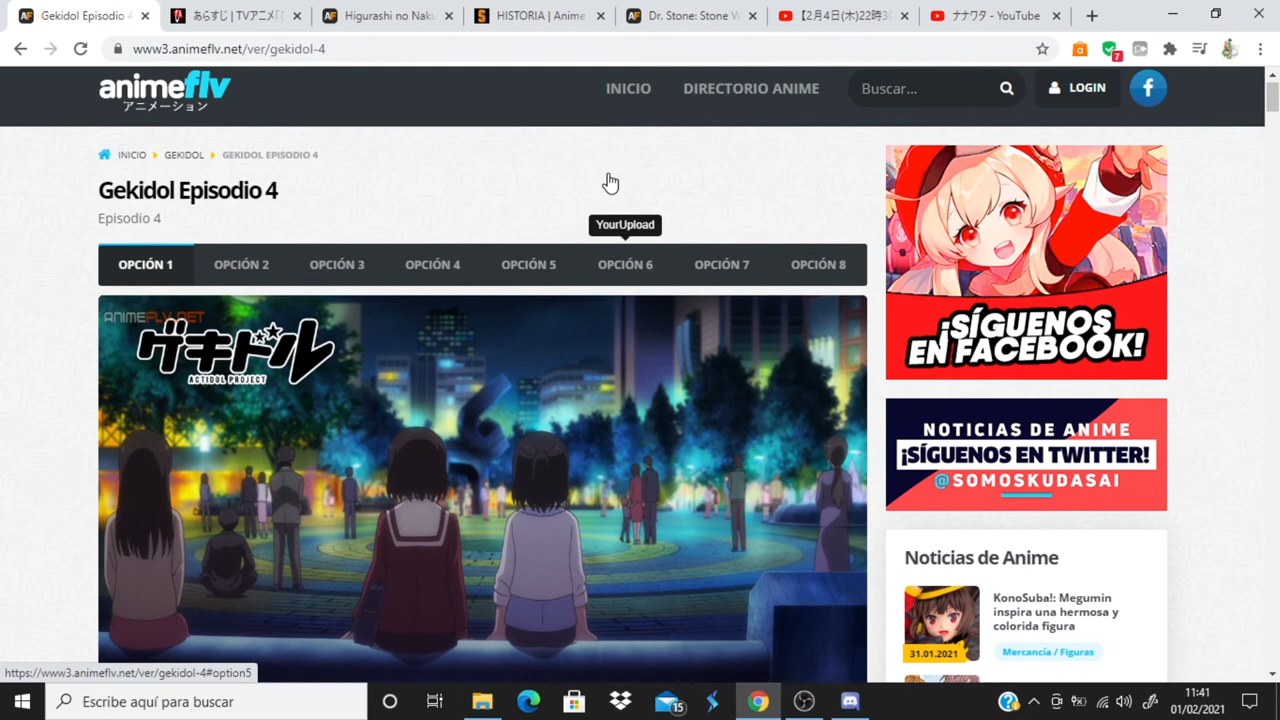 Gekidol Episodio 4
あらすじ | TVアニメ『
Higurashi no Naku
HISTORIA | Anime
Dr. Stone: Stone W
【2月4日(木)22時3
ナナヲタ - YouTube
www3.animeflv.net/ver/gekidol-4
7
animeflv
アニメーション
INICIO
DIRECTORIO ANIME
Buscar...
LOGIN
INICIO GEKIDOL GEKIDOL EPISODIO 4
Gekidol Episodio 4
Episodio 4
YourUpload
OPCIÓN 1 OPCIÓN 2 OPCIÓN 3 OPCIÓN 4 OPCIÓN 5 OPCIÓN 6 OPCIÓN 7 OPCIÓN 8
ANIMEFLV.NET
ゲキドル
ACTIDOL PROJECT
¡SÍGUENOS
EN FACEBOOK!
NOTICIAS DE ANIME
¡SÍGUENOS EN TWITTER!
@SOMOSKUDASAI
Noticias de Anime
KonoSuba!: Megumin
inspira una hermosa y
colorida figura
31.01.2021
Mercancía / Figuras
https://www3.animeflv.net/ver/gekidol-4#option5
Escribe aquí para buscar
15
11:41
01/02/2021